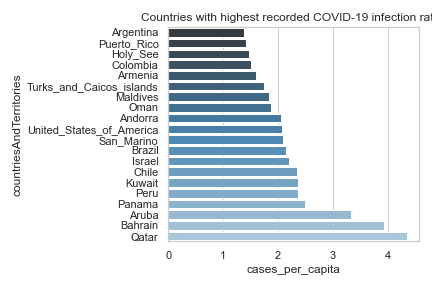 Countries with highest recorded COVID-19 infection rat
Argentina
Puerto_Rico
Holy_See
Colombia
Armenia
Turks_and_Caicos_islands
Maldives
Oman
Andorra
United_States_of_America
San_Marino
Brazil
Israel
Chile
Kuwait
Peru
Panama
Aruba
Bahrain
Qatar
countriesAndTerritories
0 1 2 3 4
cases_per_capita